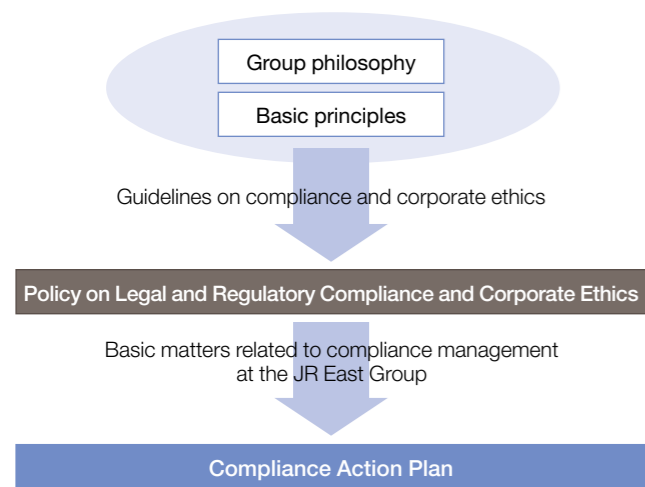 Group philosophy
Basic principles
Guidelines on compliance and corporate ethics
Policy on Legal and Regulatory Compliance and Corporate Ethics
Basic matters related to compliance management
at the JR East Group
Compliance Action Plan